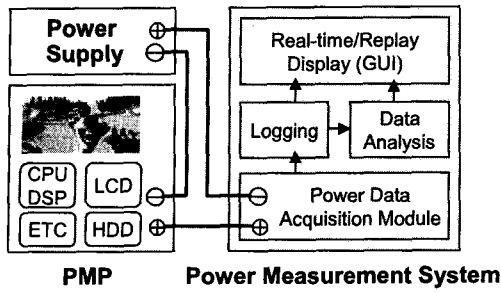 Power
Supply
Real-time/Replay
Display (GUI)
CPU
DSP
LCD
ETC
HDD
Logging
Data
Analysis
Power Data
Acquisition Module
PMP
Power Measurement System